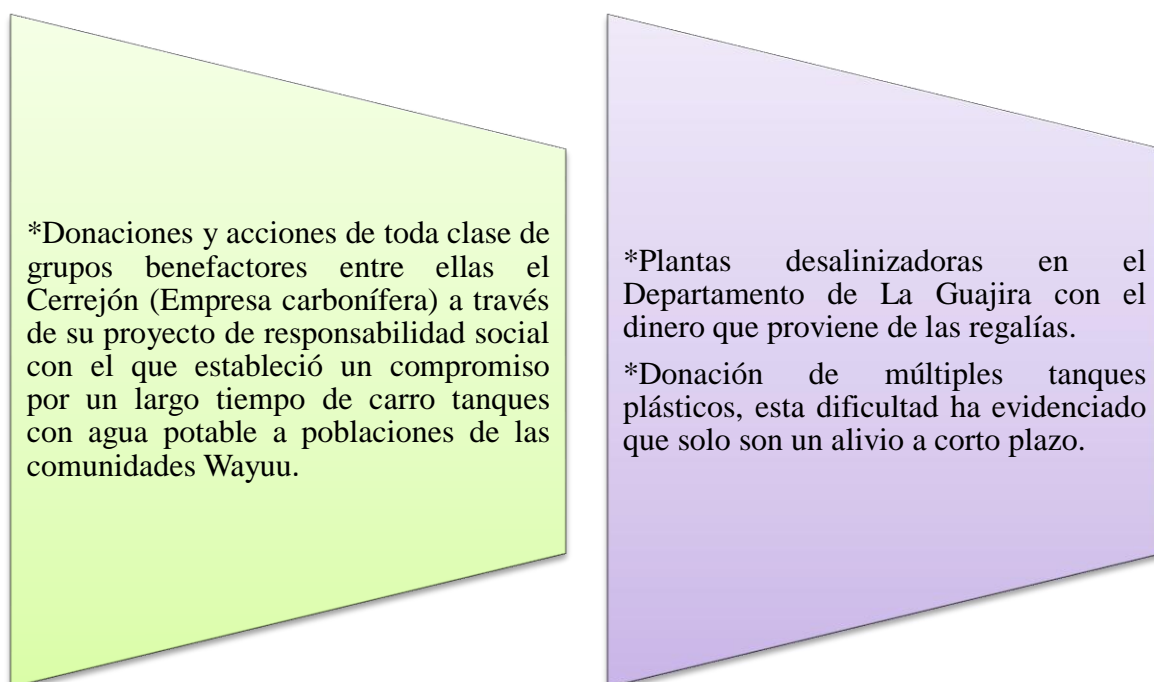 *Donaciones y acciones de toda clase de
grupos benefactores entre ellas el
Cerrejón (Empresa carbonífera) a través
de su proyecto de responsabilidad social
con el que estableció un compromiso
por un largo tiempo de carro tanques
con agua potable a poblaciones de las
comunidades Wayuu.
*Plantas desalinizadoras en el
Departamento de La Guajira con el
dinero que proviene de las regalías.
*Donación de múltiples tanques
plásticos, esta dificultad ha evidenciado
que solo son un alivio a corto plazo.